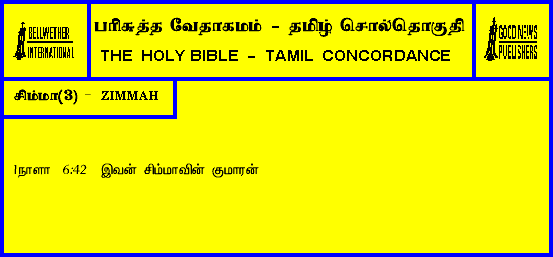 BELLWETHER
INTERNATIONAL
பரிசுத்த வேதாகமம் - தமிழ் சொல்தொகுதி
THE HOLY BIBLE - TAMIL CONCORDANCE
GOOD NEWS
PUBLISHERS
சிம்மா(3) - ZIMMAH
1நாளா 6:42 இவன் சிம்மாவின் குமாரன்